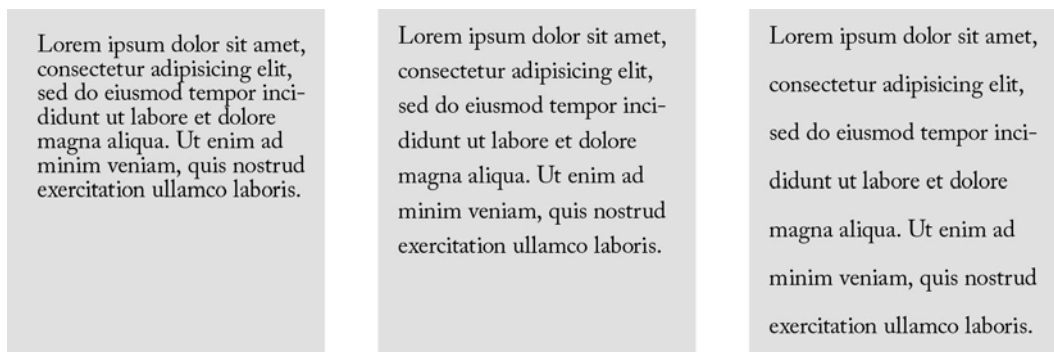 Lorem ipsum dolor sit amet,
consectetur adipisicing elit,
sed do eiusmod tempor inci-
didunt ut labore et dolore
magna aliqua. Ut enim ad
minim veniam, quis nostrud
exercitation ullamco laboris.
Lorem ipsum dolor sit amet,
consectetur adipisicing elit,
sed do eiusmod tempor inci-
didunt ut labore et dolore
magna aliqua. Ut enim ad
minim veniam, quis nostrud
exercitation ullamco laboris.
Lorem ipsum dolor sit amet,
consectetur adipisicing elit,
sed do eiusmod tempor inci-
didunt ut labore et dolore
magna aliqua. Ut enim ad
minim veniam, quis nostrud
exercitation ullamco laboris.